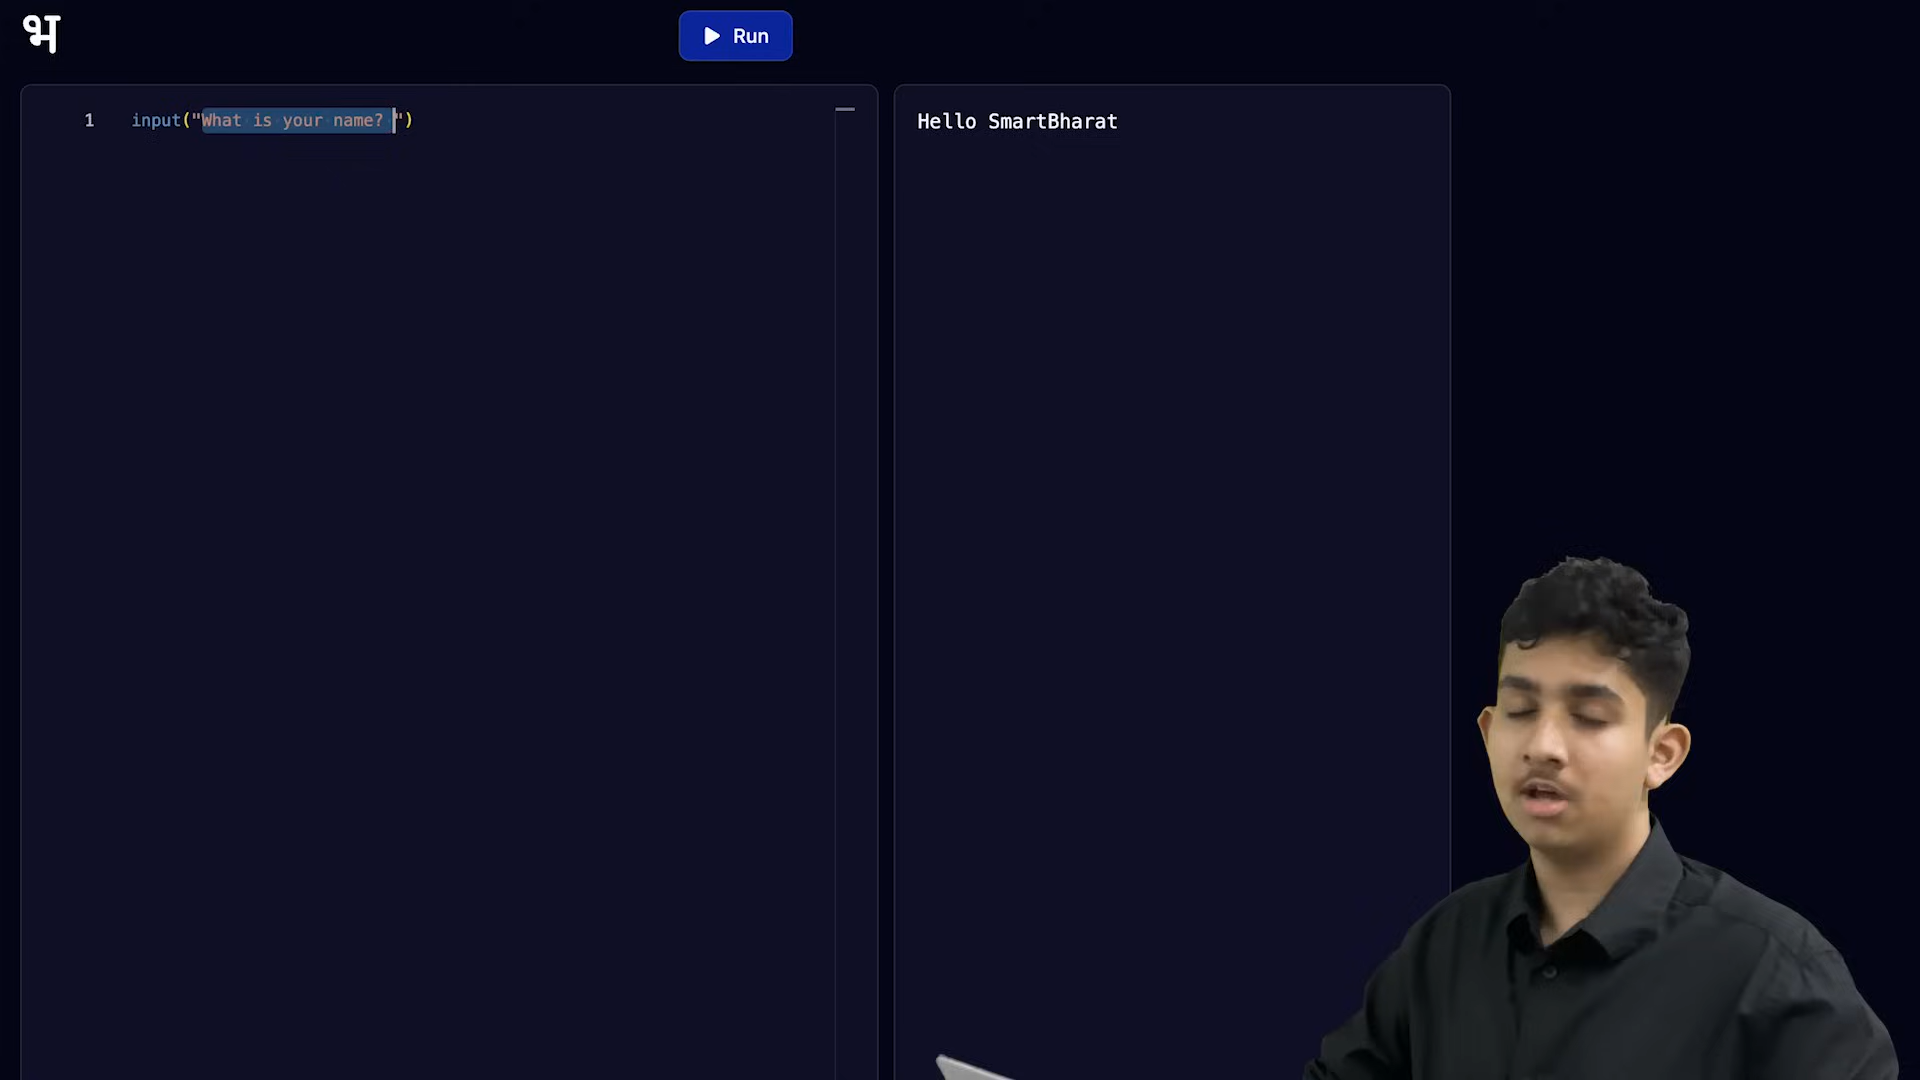 भ
Run
1 input("What is your name? ")
Hello SmartBharat